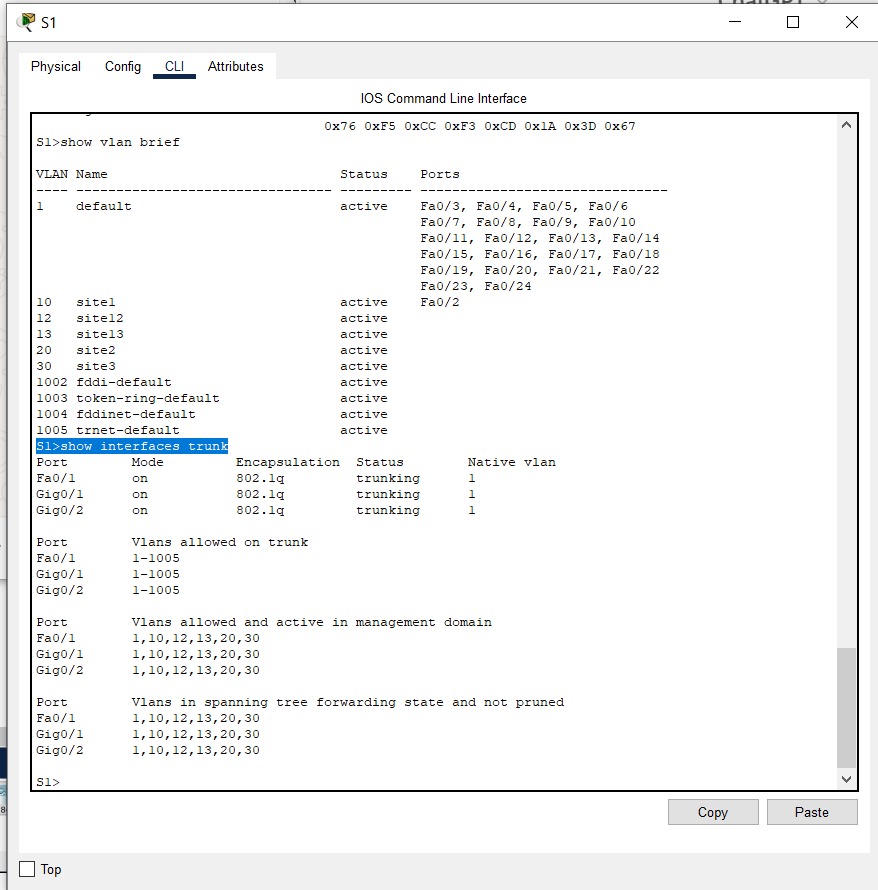 S1
Physical Config CLI Attributes
IOS Command Line Interface
0x76 0xF5 0xCC 0xF3 0xCD 0x1A 0x3D 0x67
S1>show vlan brief
VLAN Name Status Ports
---- -------------------------------- --------- -------------------------------
1 default active Fa0/3, Fa0/4, Fa0/5, Fa0/6
Fa0/7, Fa0/8, Fa0/9, Fa0/10
Fa0/11, Fa0/12, Fa0/13, Fa0/14
Fa0/15, Fa0/16, Fa0/17, Fa0/18
Fa0/19, Fa0/20, Fa0/21, Fa0/22
Fa0/23, Fa0/24
10 site1 active Fa0/2
12 site12 active
13 site13 active
20 site2 active
30 site3 active
1002 fddi-default active
1003 token-ring-default active
1004 fddinet-default active
1005 trnet-default active
S1>show interfaces trunk
Port Mode Encapsulation Status Native vlan
Fa0/1 on 802.1q trunking 1
Gig0/1 on 802.1q trunking 1
Gig0/2 on 802.1q trunking 1
Port Vlans allowed on trunk
Fa0/1 1-1005
Gig0/1 1-1005
Gig0/2 1-1005
Port Vlans allowed and active in management domain
Fa0/1 1,10,12,13,20,30
Gig0/1 1,10,12,13,20,30
Gig0/2 1,10,12,13,20,30
Port Vlans in spanning tree forwarding state and not pruned
Fa0/1 1,10,12,13,20,30
Gig0/1 1,10,12,13,20,30
Gig0/2 1,10,12,13,20,30
S1>
Copy Paste
Top